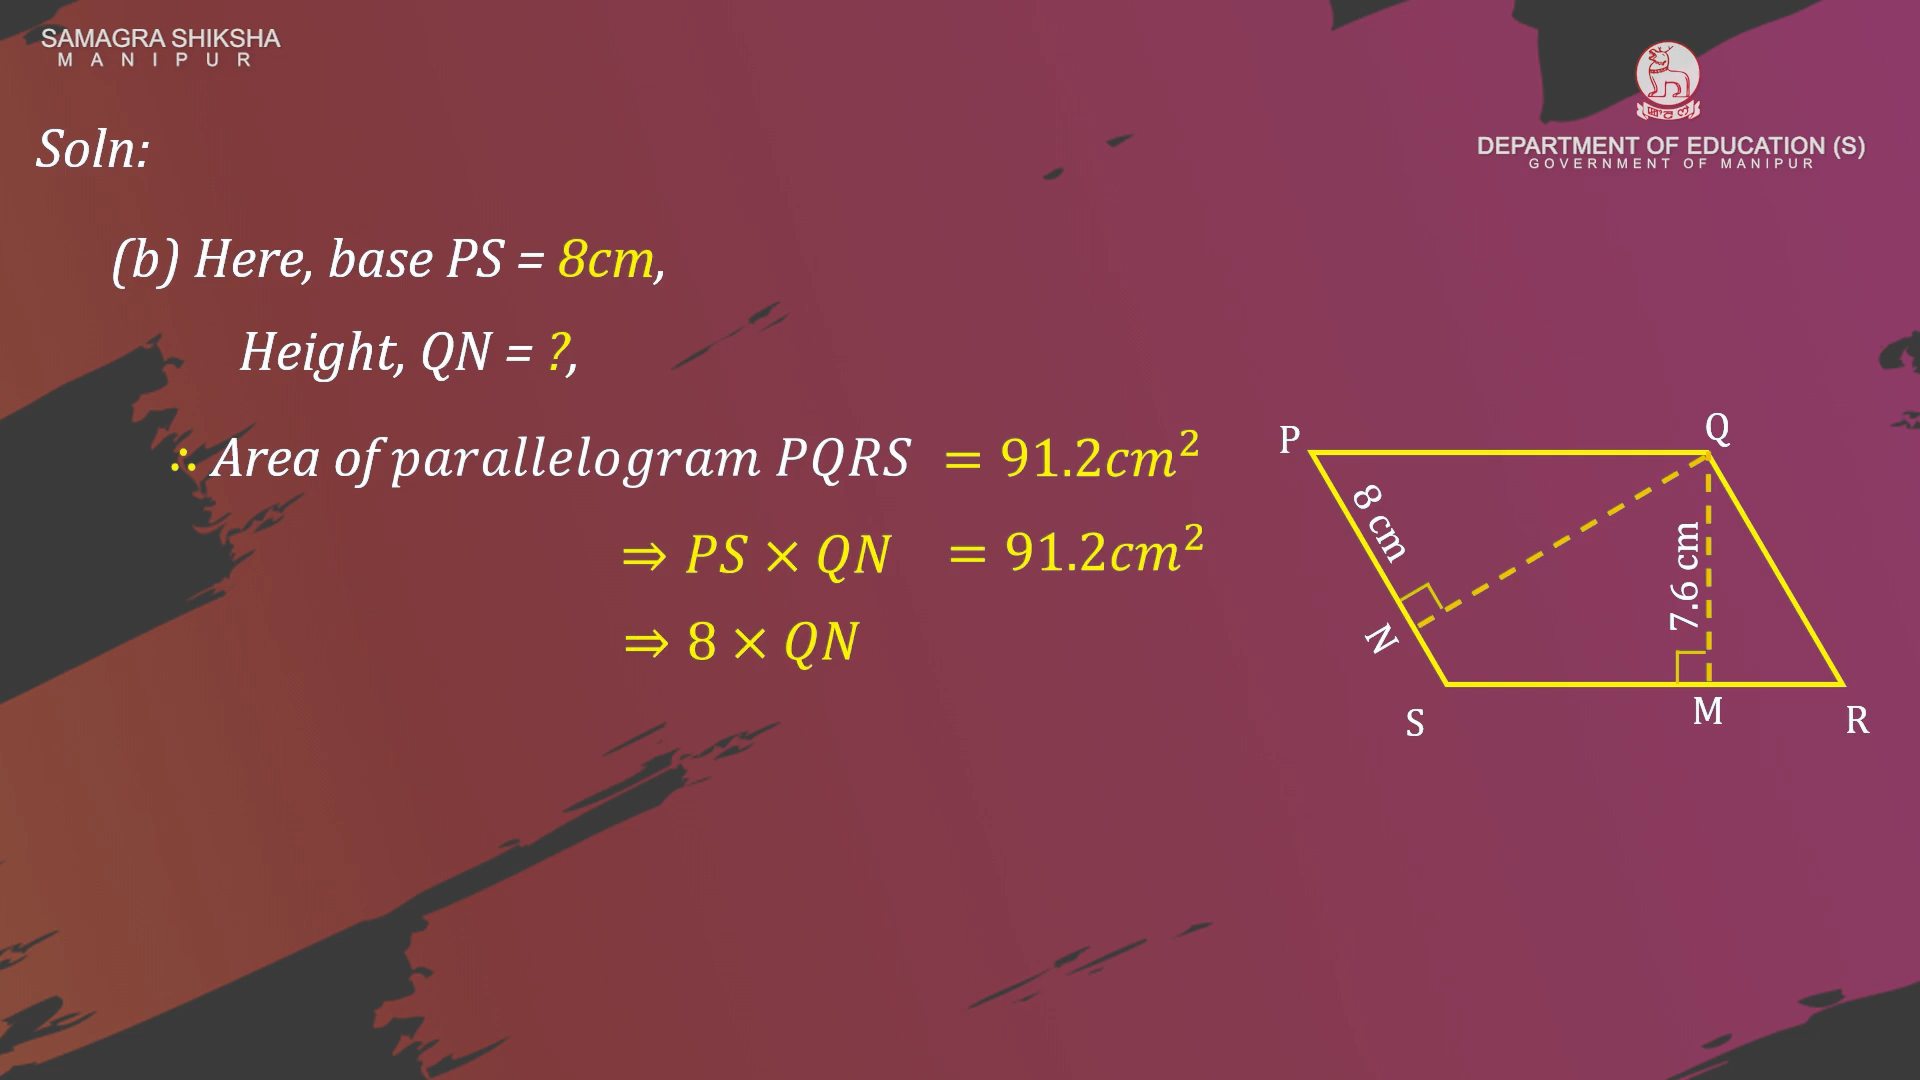 SAMAGRA SHIKSHA
MANIPUR
DEPARTMENT OF EDUCATION (S)
GOVERNMENT OF MANIPUR
Soln:
(b) Here, base PS = 8cm,
Height, QN = ?,
∴ Area of parallelogram PQRS = 91.2cm²
⇒ PS × QN = 91.2cm²
⇒ 8 × QN
P
Q
8 cm
7.6 cm
N
S
M
R